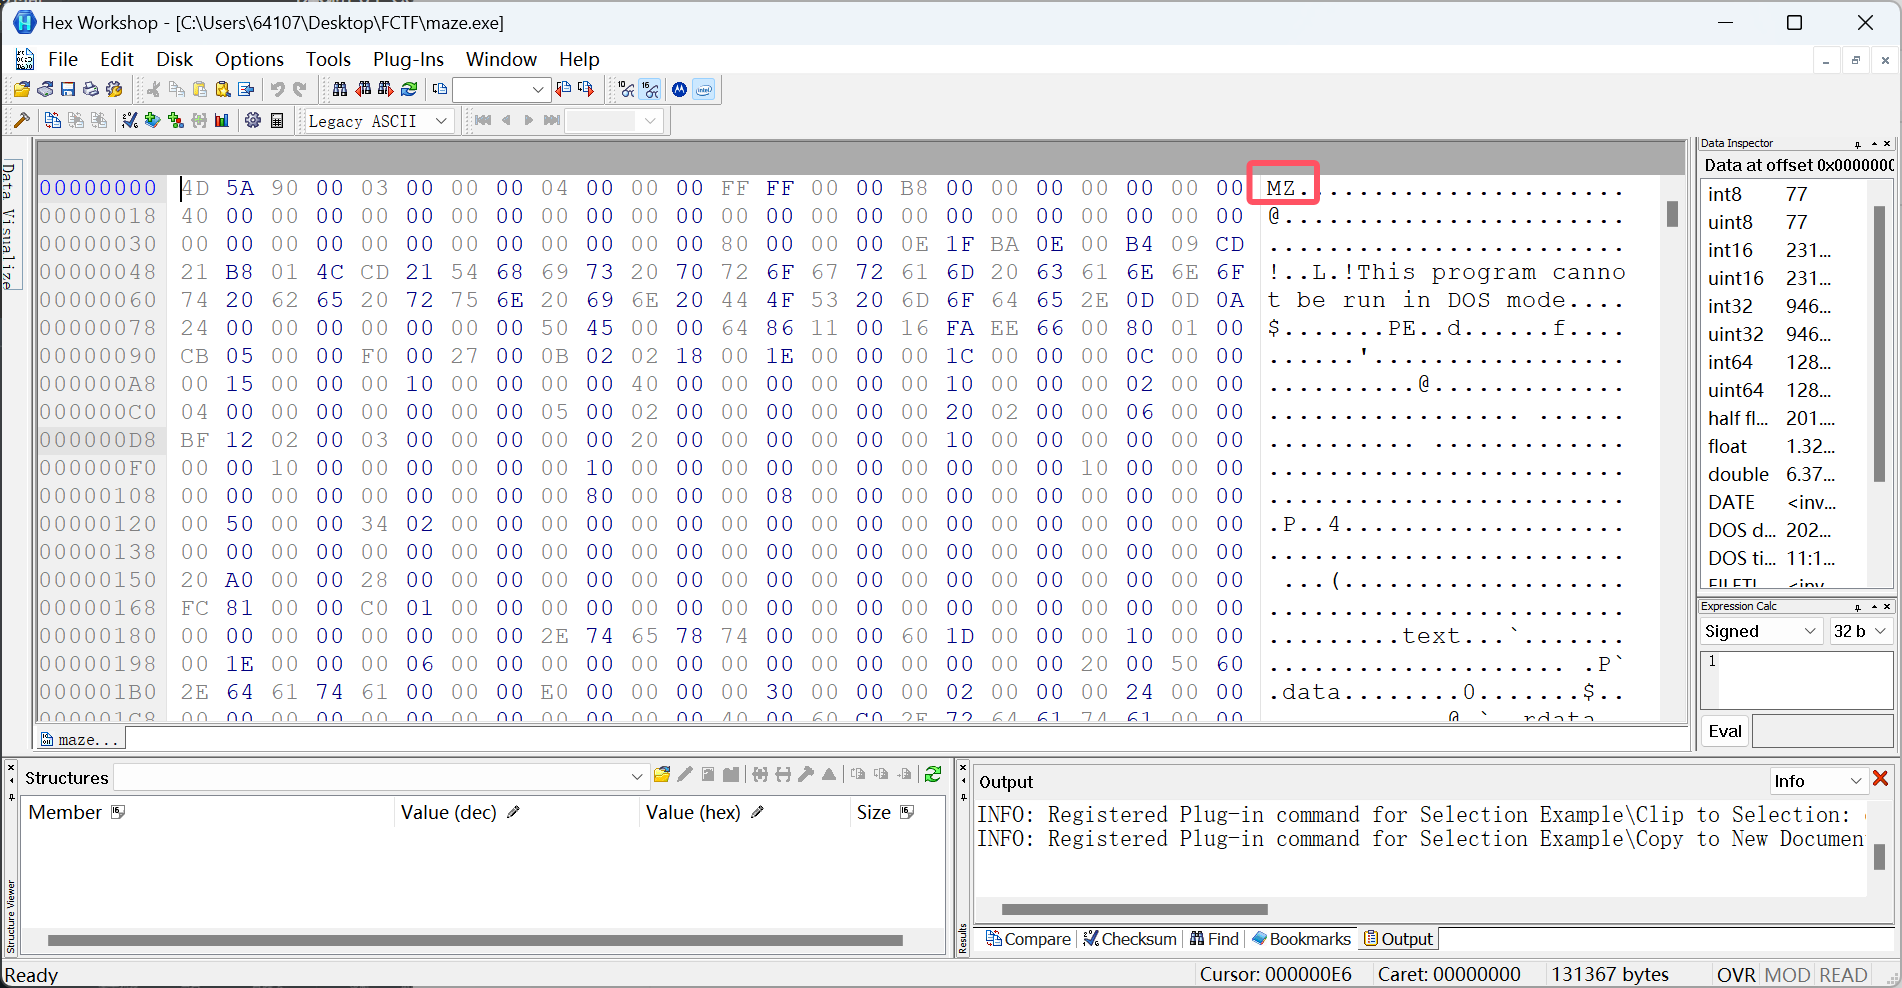 Hex Workshop - [C:\Users\64107\Desktop\FCTF\maze.exe]
File Edit Disk Options Tools Plug-Ins Window Help
Legacy ASCII
Data Visualize
00000000 4D 5A 90 00 03 00 00 00 04 00 00 00 FF FF 00 00 B8 00 00 00 00 00 00 00 MZ......................
00000018 40 00 00 00 00 00 00 00 00 00 00 00 00 00 00 00 00 00 00 00 00 00 00 00 @.......................
00000030 00 00 00 00 00 00 00 00 00 00 00 00 80 00 00 00 0E 1F BA 0E 00 B4 09 CD ........................
00000048 21 B8 01 4C CD 21 54 68 69 73 20 70 72 6F 67 72 61 6D 20 63 61 6E 6E 6F !..L.!This program canno
00000060 74 20 62 65 20 72 75 6E 20 69 6E 20 44 4F 53 20 6D 6F 64 65 2E 0D 0D 0A t be run in DOS mode....
00000078 24 00 00 00 00 00 00 00 50 45 00 00 64 86 11 00 16 FA EE 66 00 80 01 00 $.......PE..d......f....
00000090 CB 05 00 00 F0 00 27 00 0B 02 02 18 00 1E 00 00 00 1C 00 00 00 0C 00 00 ......'.................
000000A8 00 15 00 00 00 10 00 00 00 00 40 00 00 00 00 00 00 10 00 00 00 02 00 00 ..........@.............
000000C0 04 00 00 00 00 00 00 00 05 00 02 00 00 00 00 00 00 20 02 00 00 06 00 00 ................. ......
000000D8 BF 12 02 00 03 00 00 00 00 00 20 00 00 00 00 00 00 10 00 00 00 00 00 00 .......... .............
000000F0 00 00 10 00 00 00 00 00 00 10 00 00 00 00 00 00 00 00 00 00 10 00 00 00 ........................
00000108 00 00 00 00 00 00 00 00 00 80 00 00 00 08 00 00 00 00 00 00 00 00 00 00 ........................
00000120 00 50 00 00 34 02 00 00 00 00 00 00 00 00 00 00 00 00 00 00 00 00 00 00 .P..4...................
00000138 00 00 00 00 00 00 00 00 00 00 00 00 00 00 00 00 00 00 00 00 00 00 00 00 ........................
00000150 20 A0 00 00 28 00 00 00 00 00 00 00 00 00 00 00 00 00 00 00 00 00 00 00  ...(...................
00000168 FC 81 00 00 C0 01 00 00 00 00 00 00 00 00 00 00 00 00 00 00 00 00 00 00 ........................
00000180 00 00 00 00 00 00 00 00 2E 74 65 78 74 00 00 00 60 1D 00 00 00 10 00 00 .........text...`.......
00000198 00 1E 00 00 00 06 00 00 00 00 00 00 00 00 00 00 00 00 00 00 20 00 50 60 .................... .P`
000001B0 2E 64 61 74 61 00 00 00 E0 00 00 00 00 30 00 00 00 02 00 00 00 24 00 00 .data........0.......$..
000001C8 00 00 00 00 00 00 00 00 00 00 00 00 40 00 60 C0 2E 72 64 61 74 61 00 00 ............@.`..rdata
maze...
Data Inspector
Data at offset 0x0000000
int8 77
uint8 77
int16 231...
uint16 231...
int32 946...
uint32 946...
int64 128...
uint64 128...
half fl... 201....
float 1.32...
double 6.37...
DATE <inv...
DOS d... 202...
DOS ti... 11:1...
FILETI <inv
Expression Calc
Signed 32 b
1
Eval
Structures
Member Value (dec) Value (hex) Size
Structure Viewer
Output Info
INFO: Registered Plug-in command for Selection Example\Clip to Selection:
INFO: Registered Plug-in command for Selection Example\Copy to New Documen
Results
Compare Checksum Find Bookmarks Output
Ready Cursor: 000000E6 Caret: 00000000 131367 bytes OVR MOD READ